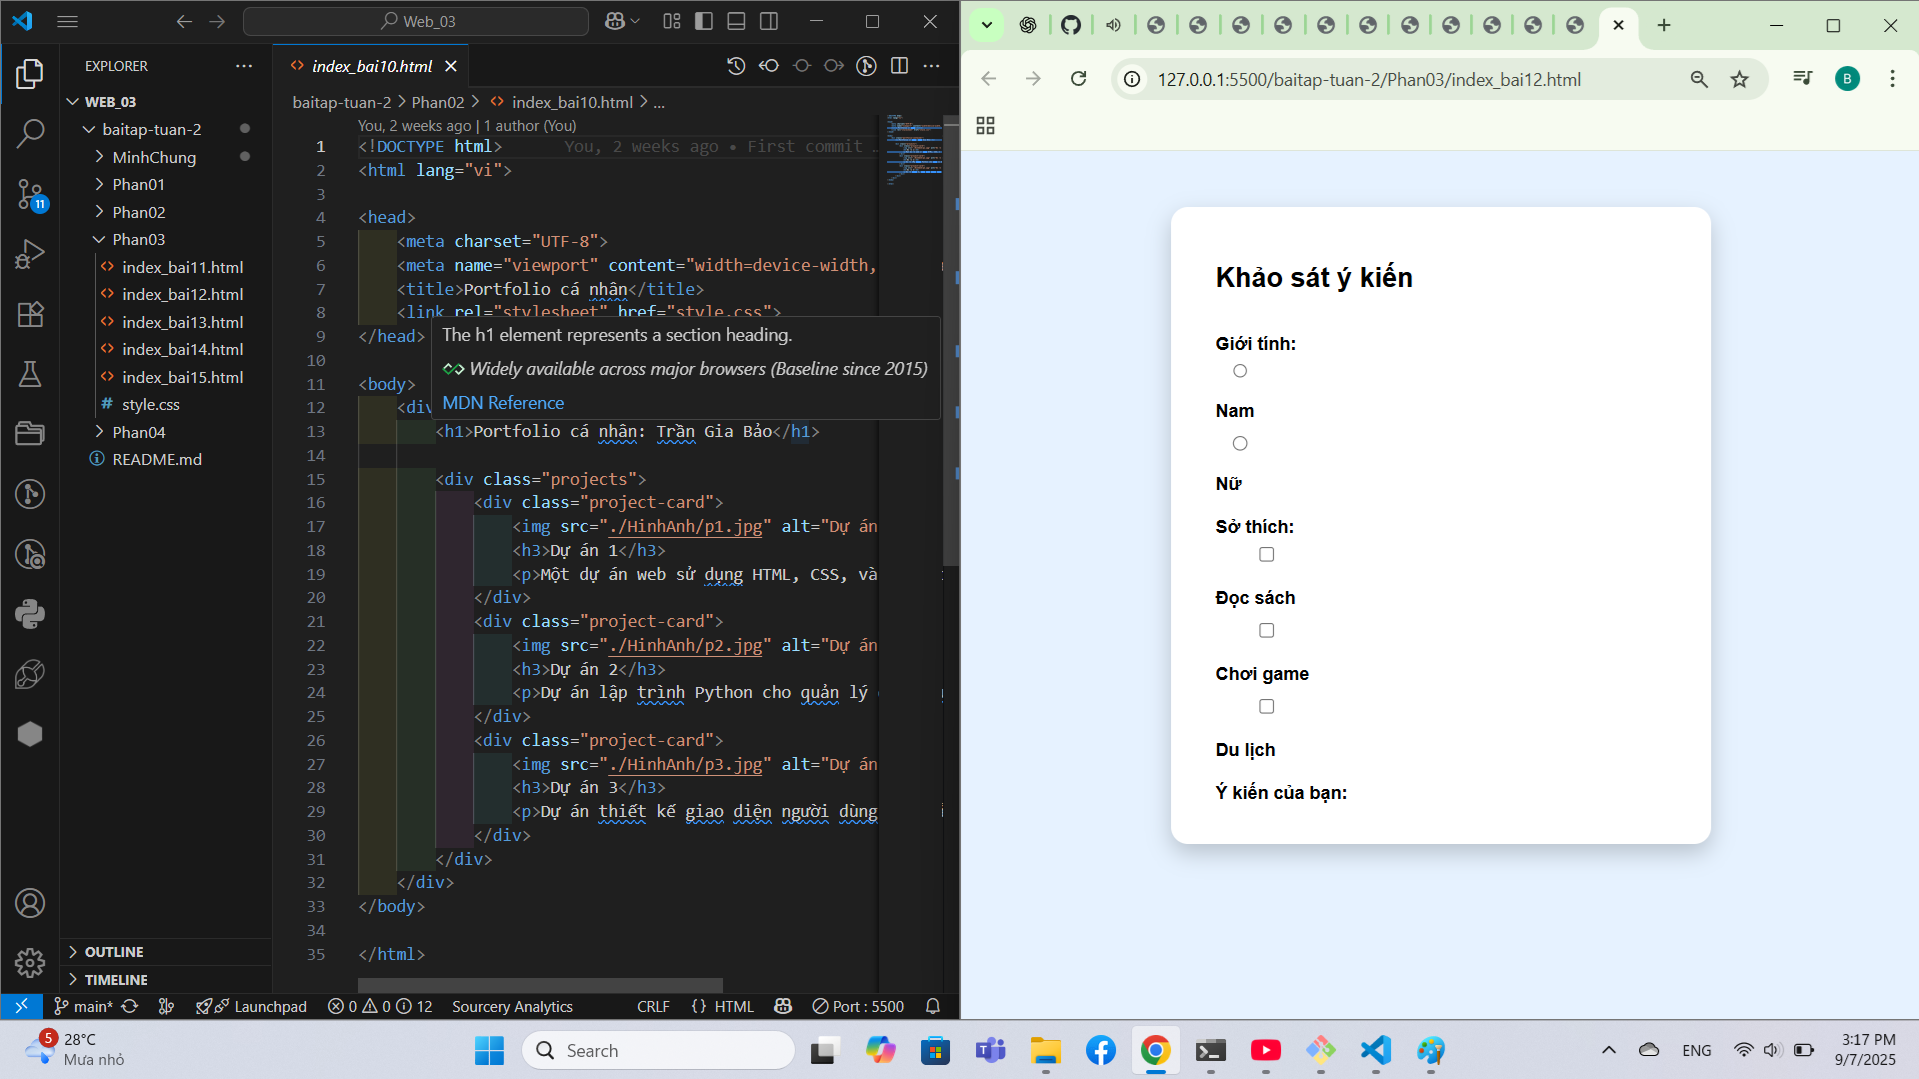 Web_03
EXPLORER
WEB_03
baitap-tuan-2
MinhChung
Phan01
Phan02
Phan03
index_bai11.html
index_bai12.html
index_bai13.html
index_bai14.html
index_bai15.html
# style.css
Phan04
README.md
OUTLINE
TIMELINE
11
index_bai10.html
baitap-tuan-2 > Phan02 > index_bai10.html > ...
You, 2 weeks ago | 1 author (You)
1 <!DOCTYPE html> You, 2 weeks ago • First commit …
2 <html lang="vi">
3
4 <head>
5 <meta charset="UTF-8">
6 <meta name="viewport" content="width=device-width,
7 <title>Portfolio cá nhân</title>
8 <link rel="stylesheet" href="style.css">
9 </head>
10
11 <body>
12 <div
13 <h1>Portfolio cá nhân: Trần Gia Bảo</h1>
14
15 <div class="projects">
16 <div class="project-card">
17 <img src="./HinhAnh/p1.jpg" alt="Dự án
18 <h3>Dự án 1</h3>
19 <p>Một dự án web sử dụng HTML, CSS, và
20 </div>
21 <div class="project-card">
22 <img src="./HinhAnh/p2.jpg" alt="Dự án
23 <h3>Dự án 2</h3>
24 <p>Dự án lập trình Python cho quản lý
25 </div>
26 <div class="project-card">
27 <img src="./HinhAnh/p3.jpg" alt="Dự án
28 <h3>Dự án 3</h3>
29 <p>Dự án thiết kế giao diện người dùng
30 </div>
31 </div>
32 </div>
33 </body>
34
35 </html>
The h1 element represents a section heading.
Widely available across major browsers (Baseline since 2015)
MDN Reference
main* Launchpad 0 0 12 Sourcery Analytics CRLF {} HTML Port : 5500
127.0.0.1:5500/baitap-tuan-2/Phan03/index_bai12.html
B
Khảo sát ý kiến
Giới tính:
Nam
Nữ
Sở thích:
Đọc sách
Chơi game
Du lịch
Ý kiến của bạn:
5
28°C
Mưa nhỏ
Search
ENG
3:17 PM
9/7/2025